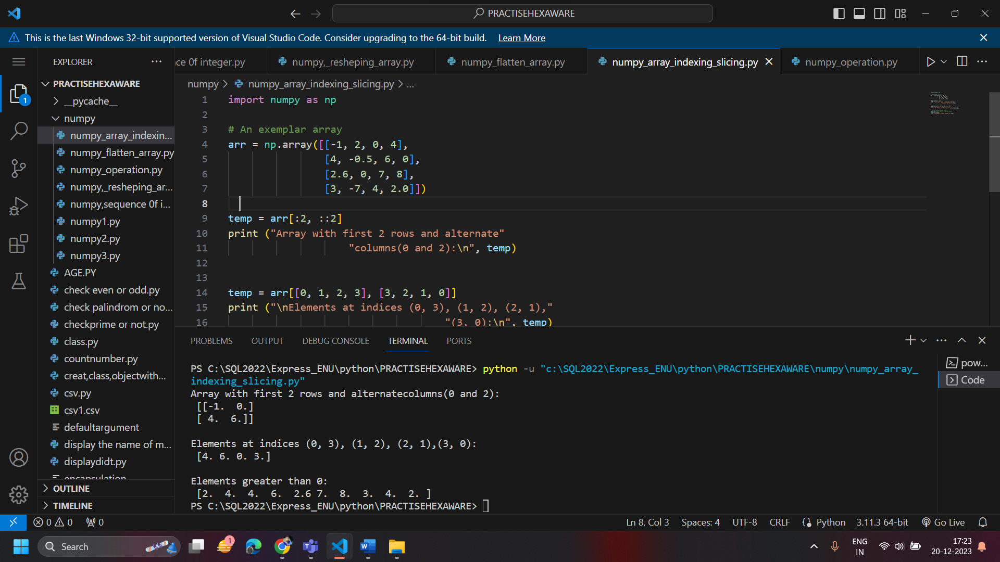 PRACTISEHEXAWARE
This is the last Windows 32-bit supported version of Visual Studio Code. Consider upgrading to the 64-bit build. Learn More
EXPLORER
ce 0f integer.py
numpy,_resheping_array.py
numpy_flatten_array.py
numpy_array_indexing_slicing.py
numpy_operation.py
PRACTISEHEXAWARE
__pycache__
numpy
numpy_array_indexin...
numpy_flatten_array.py
numpy_operation.py
numpy,_resheping_ar...
numpy,sequence 0f i...
numpy1.py
numpy2.py
numpy3.py
AGE.PY
check even or odd.py
check palindrom or no...
checkprime or not.py
class.py
countnumber.py
creat,class,objectwith...
csv.py
csv1.csv
defaultargument
display the name of m...
displaydidt.py
encapsulation
OUTLINE
TIMELINE
1
numpy > numpy_array_indexing_slicing.py > ...
1 import numpy as np
2
3 # An exemplar array
4 arr = np.array([[-1, 2, 0, 4],
5 [4, -0.5, 6, 0],
6 [2.6, 0, 7, 8],
7 [3, -7, 4, 2.0]])
8
9 temp = arr[:2, ::2]
10 print ("Array with first 2 rows and alternate"
11 "columns(0 and 2):\n", temp)
12
13
14 temp = arr[[0, 1, 2, 3], [3, 2, 1, 0]]
15 print ("\nElements at indices (0, 3), (1, 2), (2, 1),"
16 "(3, 0):\n", temp)
PROBLEMS OUTPUT DEBUG CONSOLE TERMINAL PORTS
PS C:\SQL2022\Express_ENU\python\PRACTISEHEXAWARE> python -u "c:\SQL2022\Express_ENU\python\PRACTISEHEXAWARE\numpy\numpy_array_
indexing_slicing.py"
Array with first 2 rows and alternatecolumns(0 and 2):
[[-1.  0.]
[ 4.  6.]]
Elements at indices (0, 3), (1, 2), (2, 1),(3, 0):
[4. 6. 0. 3.]
Elements greater than 0:
[2.  4.  4.  6.  2.6 7.  8.  3.  4.  2. ]
PS C:\SQL2022\Express_ENU\python\PRACTISEHEXAWARE>
pow...
Code
0 0 0
Ln 8, Col 3 Spaces: 4 UTF-8 CRLF Python 3.11.3 64-bit Go Live
Search
1
ENG
IN
17:23
20-12-2023